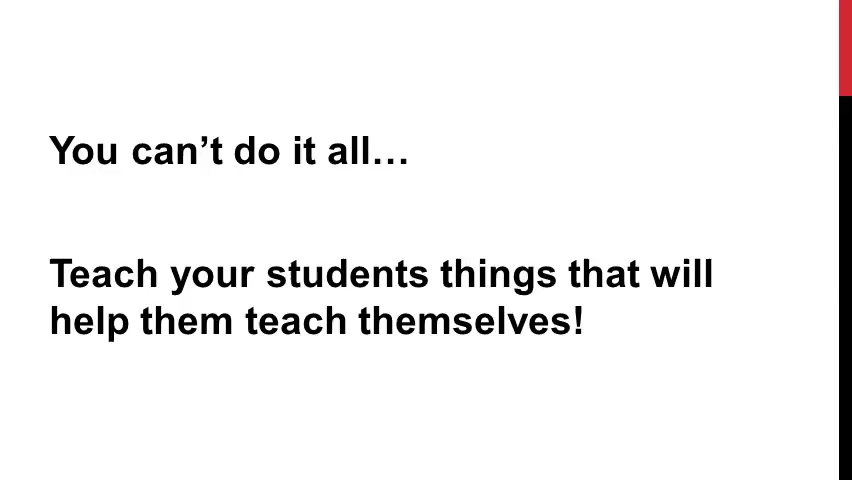 You can’t do it all…
Teach your students things that will
help them teach themselves!